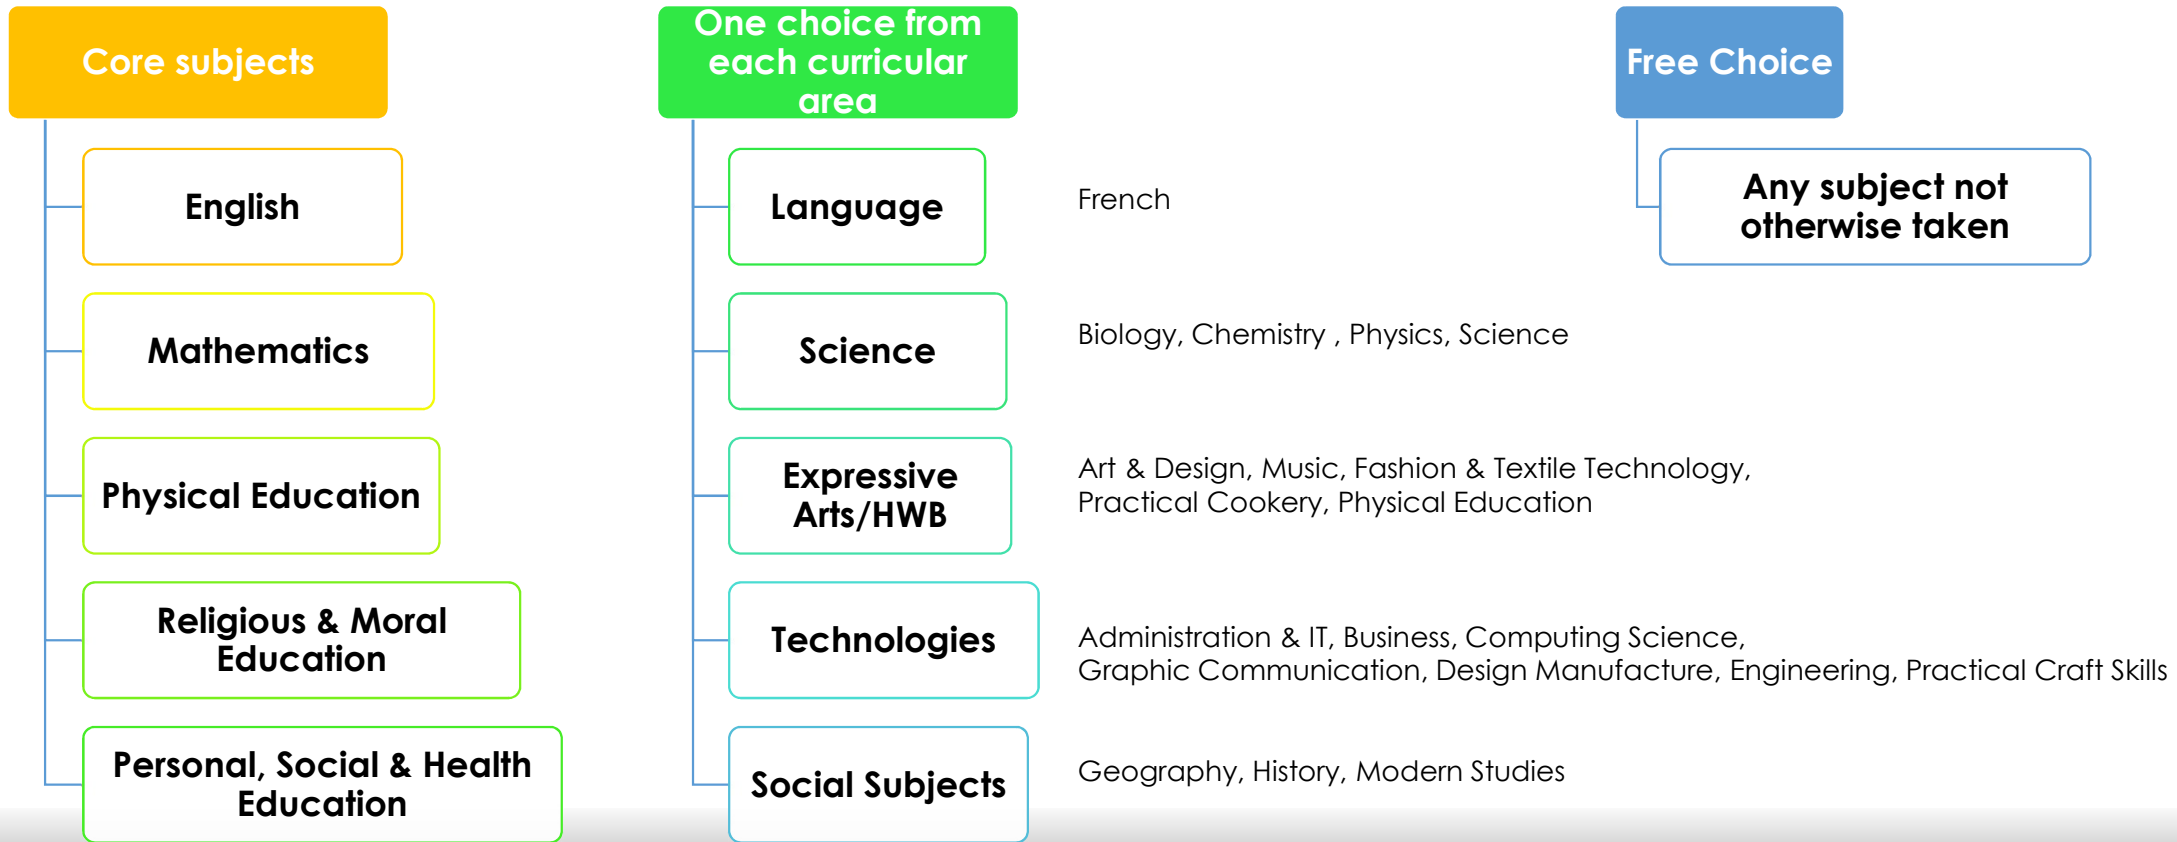 Core subjects
English
Mathematics
Physical Education
Religious & Moral
Education
Personal, Social & Health
Education
One choice from
each curricular
area
Language
French
Science
Biology, Chemistry , Physics, Science
Expressive
Arts/HWB
Art & Design, Music, Fashion & Textile Technology,
Practical Cookery, Physical Education
Technologies
Administration & IT, Business, Computing Science,
Graphic Communication, Design Manufacture, Engineering, Practical Craft Skills
Social Subjects
Geography, History, Modern Studies
Free Choice
Any subject not
otherwise taken